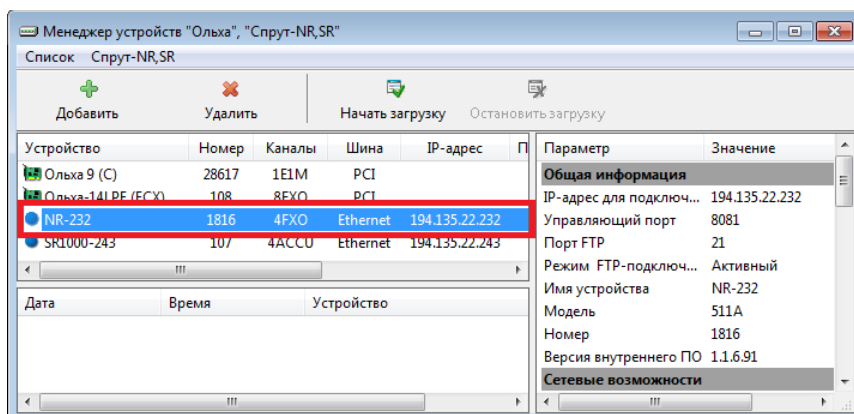 Менеджер устройств "Ольха", "Спрут-NR,SR"
Список Спрут-NR,SR
Добавить Удалить Начать загрузку Остановить загрузку
Устройство Номер Каналы Шина IP-адрес П
Ольха 9 (C) 28617 1E1M PCI
Ольха-14LPE (ECX) 108 8FXO PCI
NR-232 1816 4FXO Ethernet 194.135.22.232
SR1000-243 107 4ACCU Ethernet 194.135.22.243
Дата Время Устройство
Параметр Значение
Общая информация
IP-адрес для подключ... 194.135.22.232
Управляющий порт 8081
Порт FTP 21
Режим FTP-подключ... Активный
Имя устройства NR-232
Модель 511A
Номер 1816
Версия внутреннего ПО 1.1.6.91
Сетевые возможности